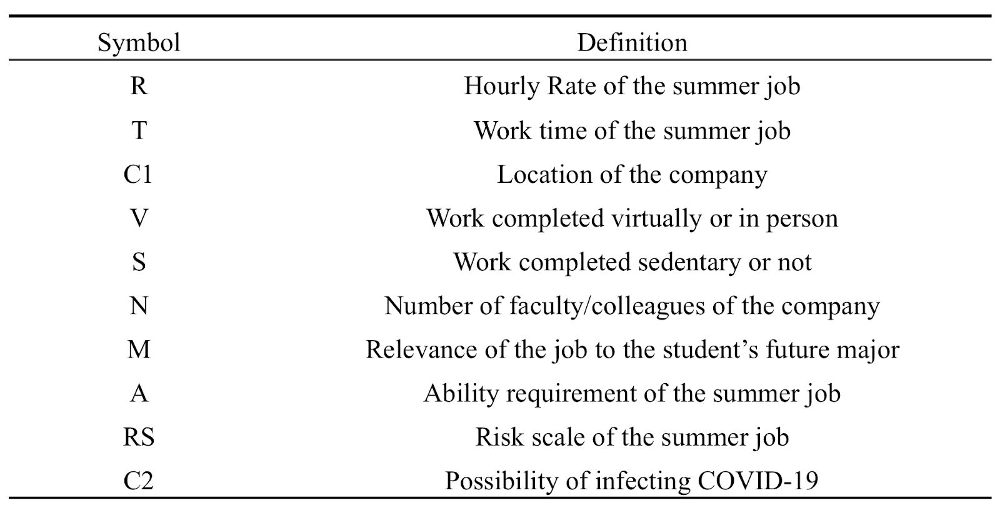 Symbol Definition
R Hourly Rate of the summer job
T Work time of the summer job
C1 Location of the company
V Work completed virtually or in person
S Work completed sedentary or not
N Number of faculty/colleagues of the company
M Relevance of the job to the student’s future major
A Ability requirement of the summer job
RS Risk scale of the summer job
C2 Possibility of infecting COVID-19